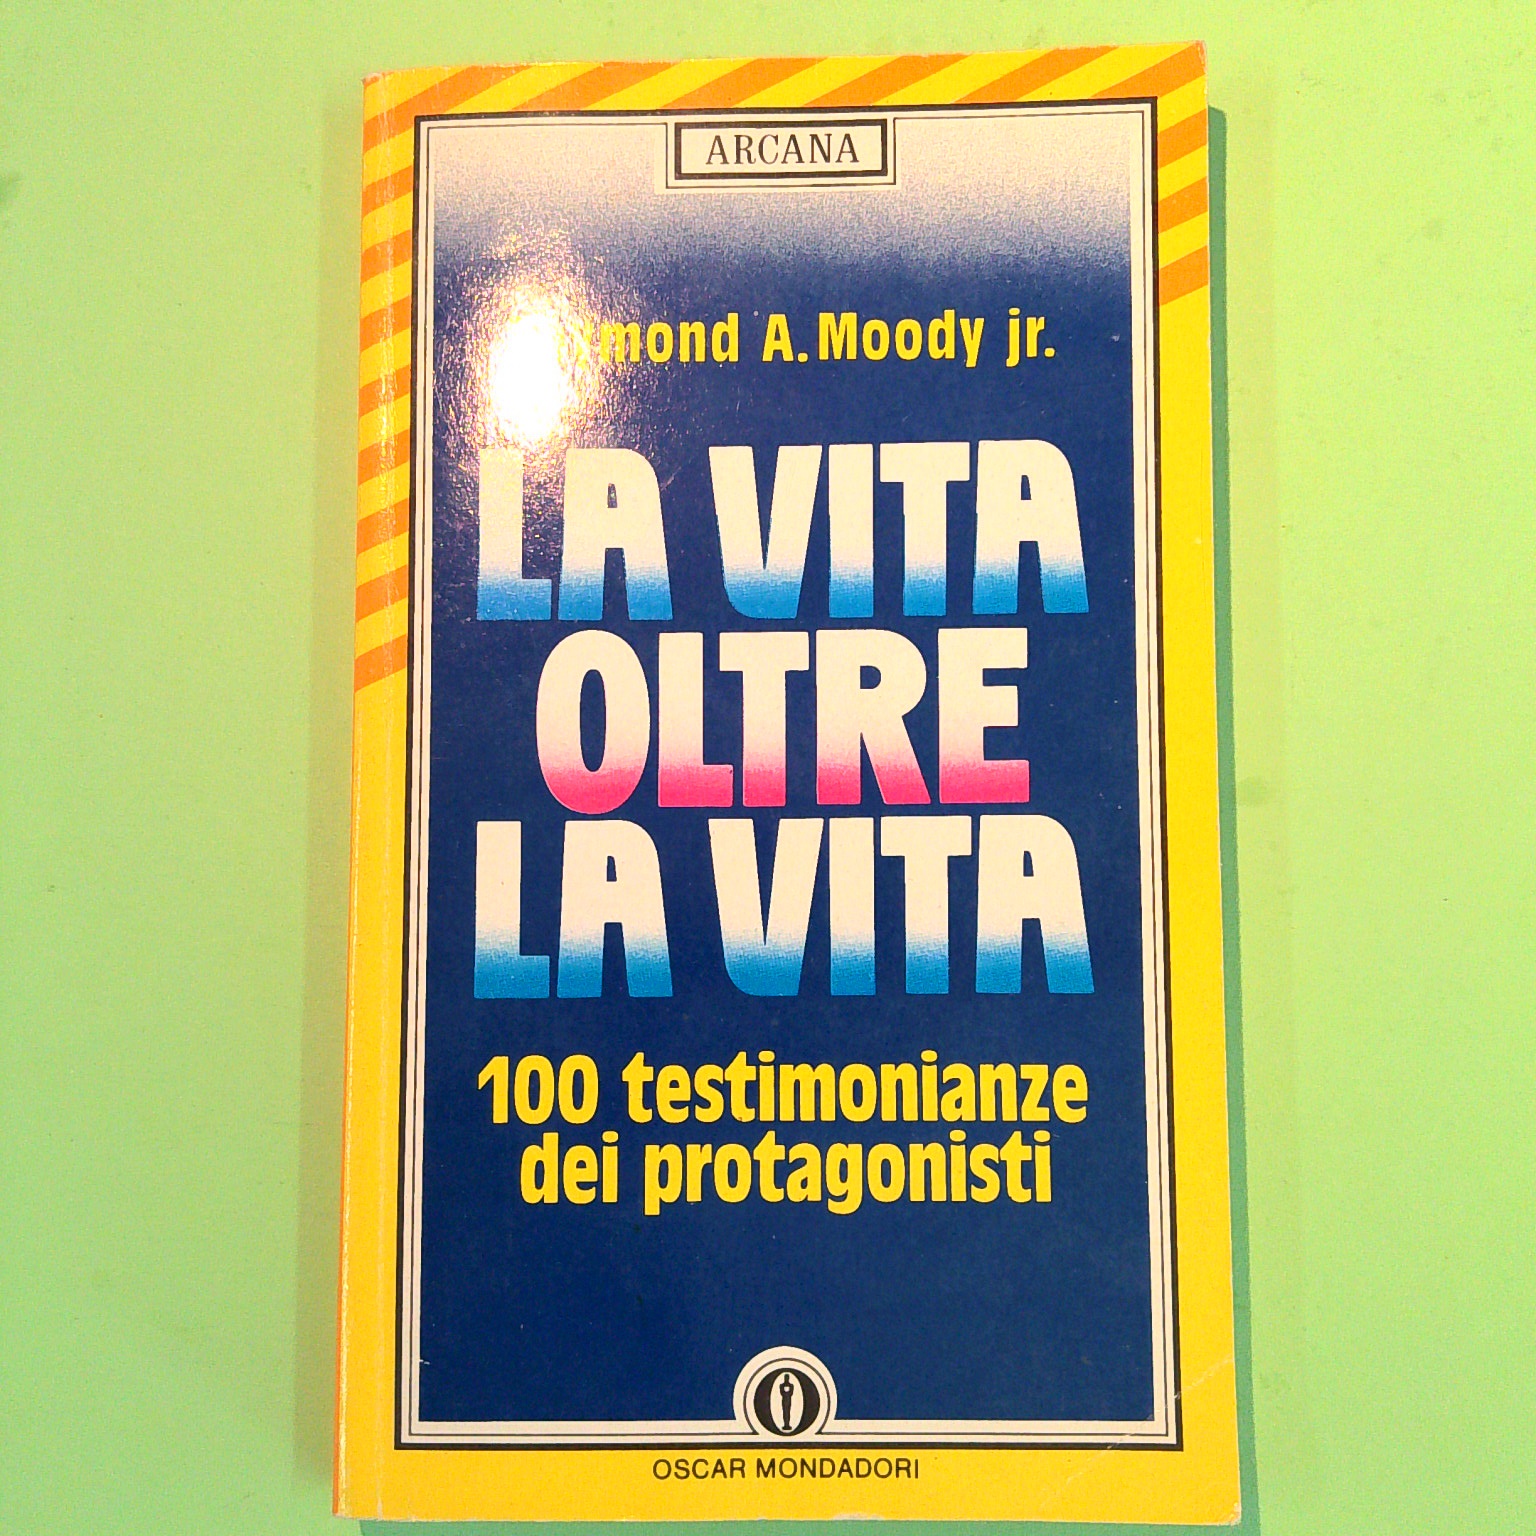 ARCANA
A. Moody jr.
LA VITA
OLTRE
LA VITA
100 testimonianze
dei protagonisti
OSCAR MONDADORI